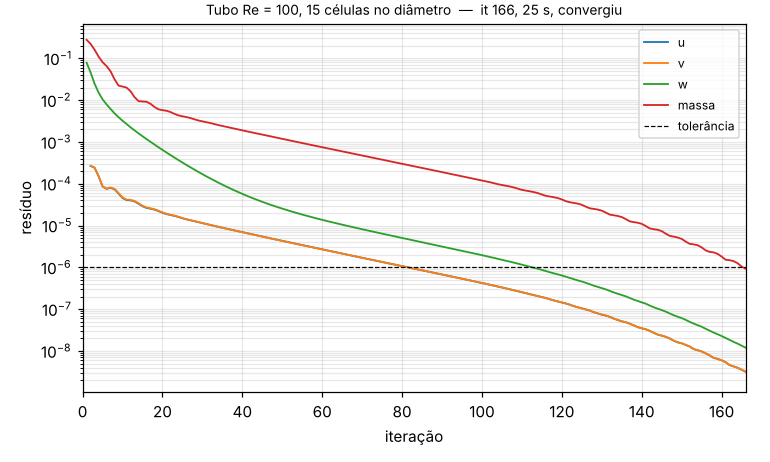 Tubo Re = 100, 15 células no diâmetro — it 166, 25 s, convergiu
u
v
w
massa
tolerância
resíduo
10⁻¹
10⁻²
10⁻³
10⁻⁴
10⁻⁵
10⁻⁶
10⁻⁷
10⁻⁸
0 20 40 60 80 100 120 140 160
iteração